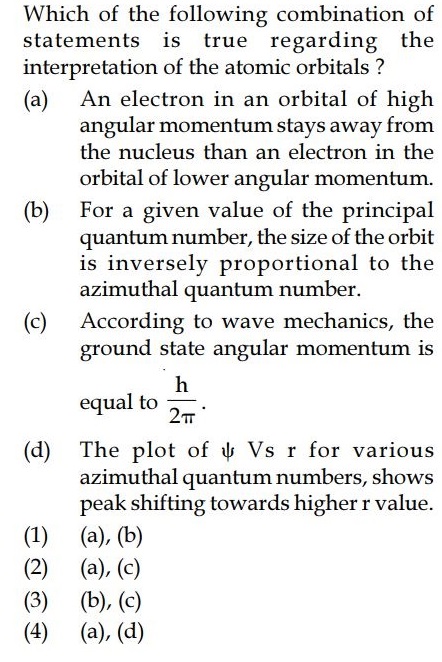 Which of the following combination of
statements is true regarding the
interpretation of the atomic orbitals ?
(a) An electron in an orbital of high
angular momentum stays away from
the nucleus than an electron in the
orbital of lower angular momentum.
(b) For a given value of the principal
quantum number, the size of the orbit
is inversely proportional to the
azimuthal quantum number.
(c) According to wave mechanics, the
ground state angular momentum is
equal to h/2π .
(d) The plot of ψ Vs r for various
azimuthal quantum numbers, shows
peak shifting towards higher r value.
(1) (a), (b)
(2) (a), (c)
(3) (b), (c)
(4) (a), (d)